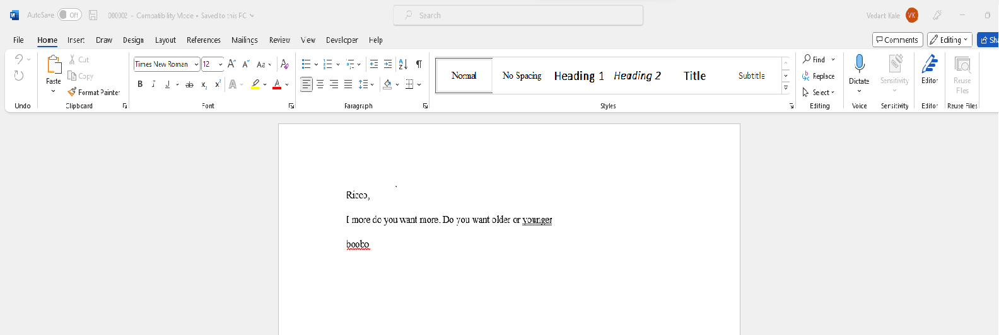 AutoSave Off 000002 - Compatibility Mode • Saved to this PC Search Vedant Kale VK
File Home Insert Draw Design Layout References Mailings Review View Developer Help Comments Editing Sha
Paste Cut Copy Format Painter
Times New Roman 12 Aa
B I U ab x₂ x² A A
Normal No Spacing Heading 1 Heading 2 Title Subtitle
Find Replace Select
Dictate Sensitivity Editor Reuse Files
Undo Clipboard Font Paragraph Styles Editing Voice Sensitivity Editor Reuse Files
Ricco,
I more do you want more. Do you want older or younger